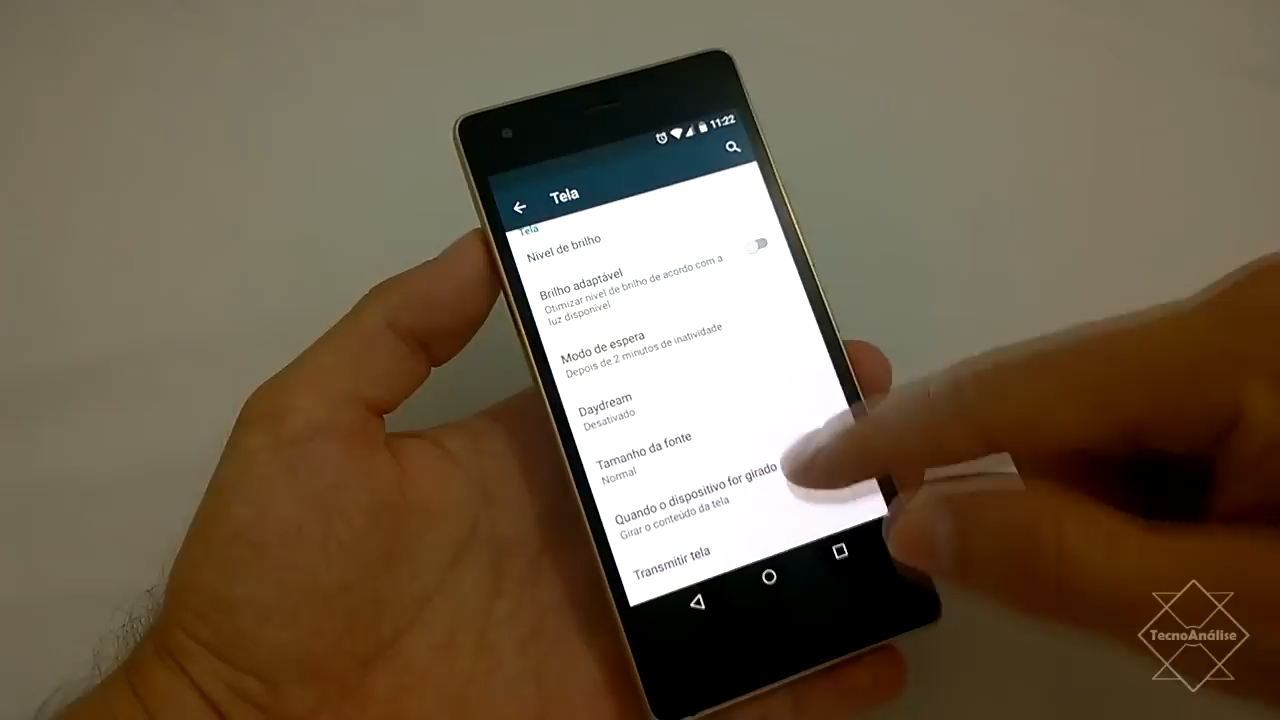 11:22
Tela
Tela
Nível de brilho
Brilho adaptável
Otimizar nível de brilho de acordo com a
luz disponível
Modo de espera
Depois de 2 minutos de inatividade
Daydream
Desativado
Tamanho da fonte
Normal
Quando o dispositivo for girado
Girar o conteúdo da tela
Transmitir tela
TecnoAnálise